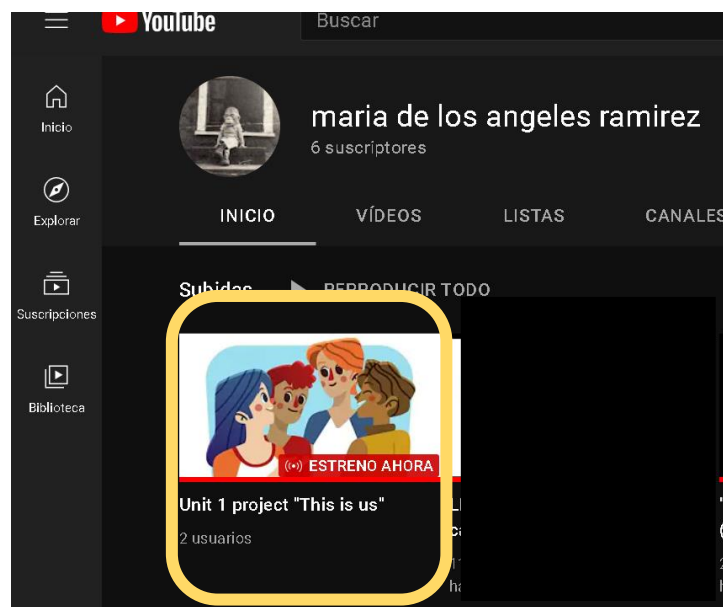 YouTube
Buscar
Inicio
Explorar
Suscripciones
Biblioteca
maria de los angeles ramirez
6 suscriptores
INICIO VÍDEOS LISTAS CANALES
Subidas REPRODUCIR TODO
ESTRENO AHORA
Unit 1 project "This is us"
2 usuarios